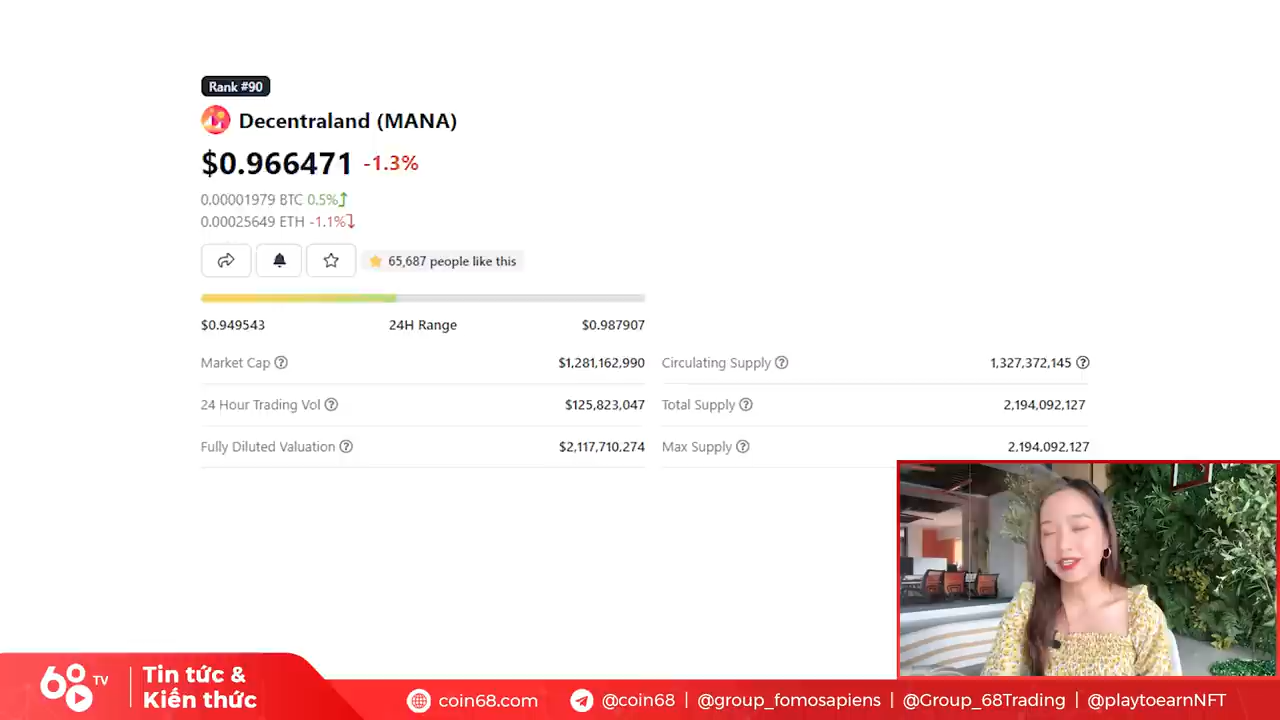 Rank #90
Decentraland (MANA)
$0.966471 -1.3%
0.00001979 BTC 0.5%
0.00025649 ETH -1.1%
65,687 people like this
$0.949543 24H Range $0.987907
Market Cap $1,281,162,990 Circulating Supply 1,327,372,145
24 Hour Trading Vol $125,823,047 Total Supply 2,194,092,127
Fully Diluted Valuation $2,117,710,274 Max Supply 2,194,092,127
68 TV
Tin tức &
Kiến thức
coin68.com @coin68 | @group_fomosapiens | @Group_68Trading | @playtoearnNFT